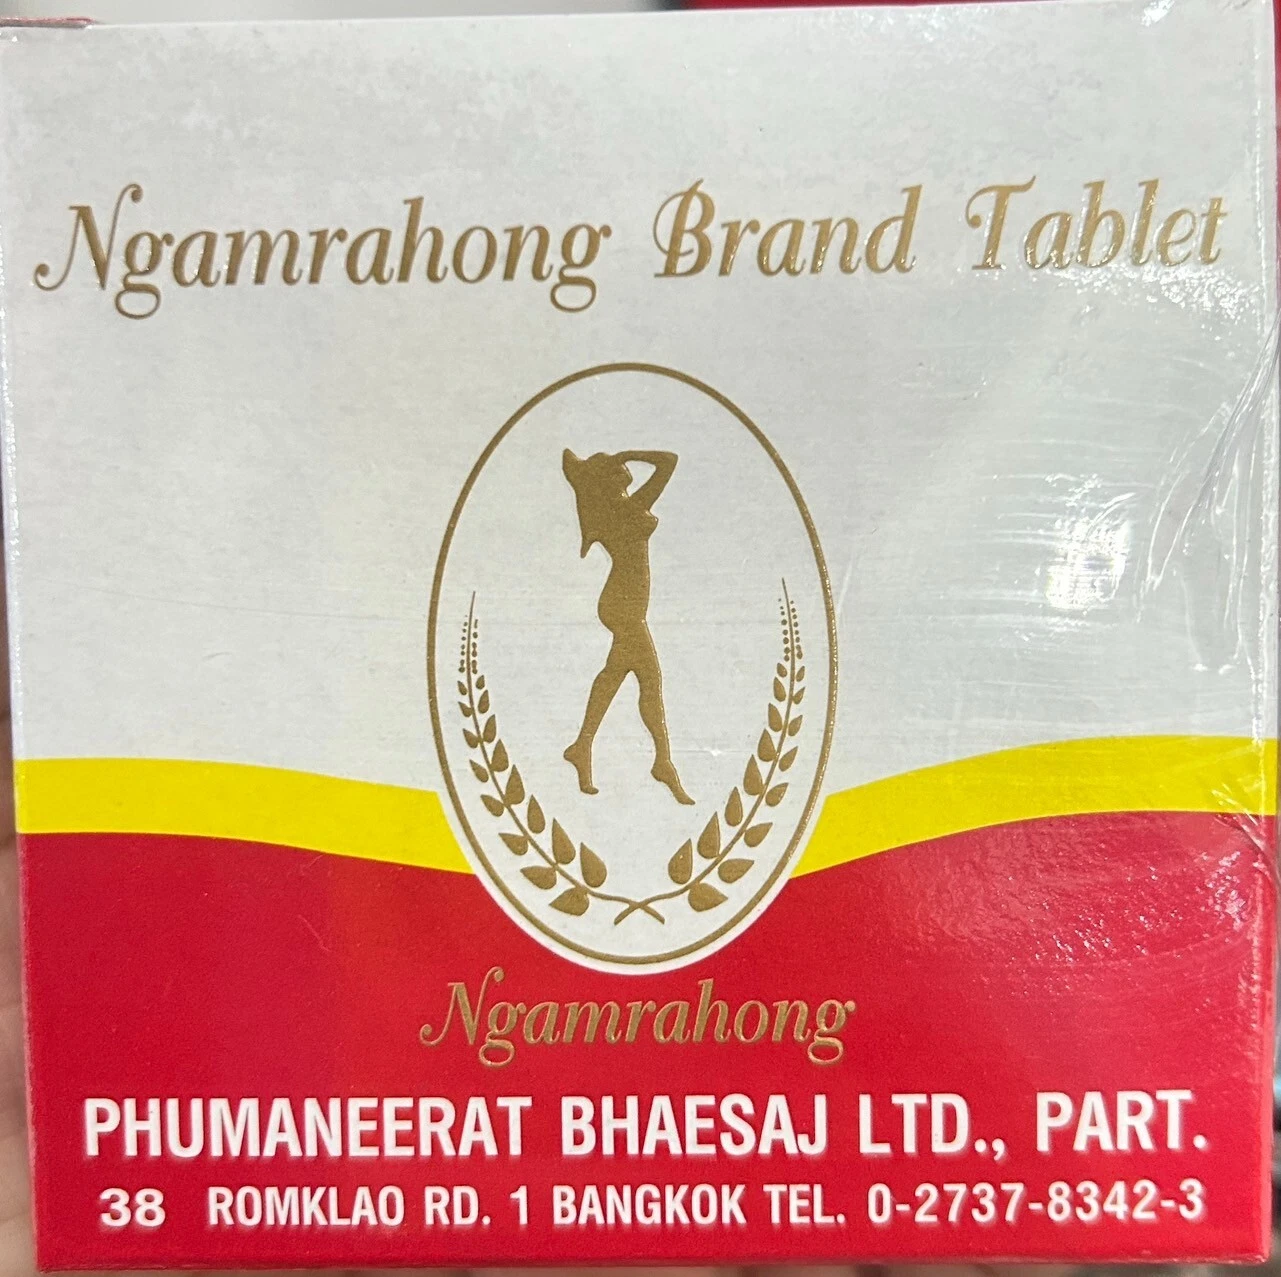 Ngamrahong Brand Tablet
Ngamrahong
PHUMANEERAT BHAESAJ LTD., PART.
38 ROMKLAO RD. 1 BANGKOK TEL. 0-2737-8342-3